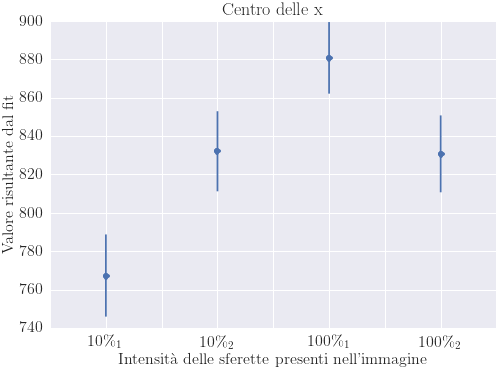 Centro delle x
Valore risultante dal fit
900
880
860
840
820
800
780
760
740
10%₁ 10%₂ 100%₁ 100%₂
Intensità delle sferette presenti nell'immagine